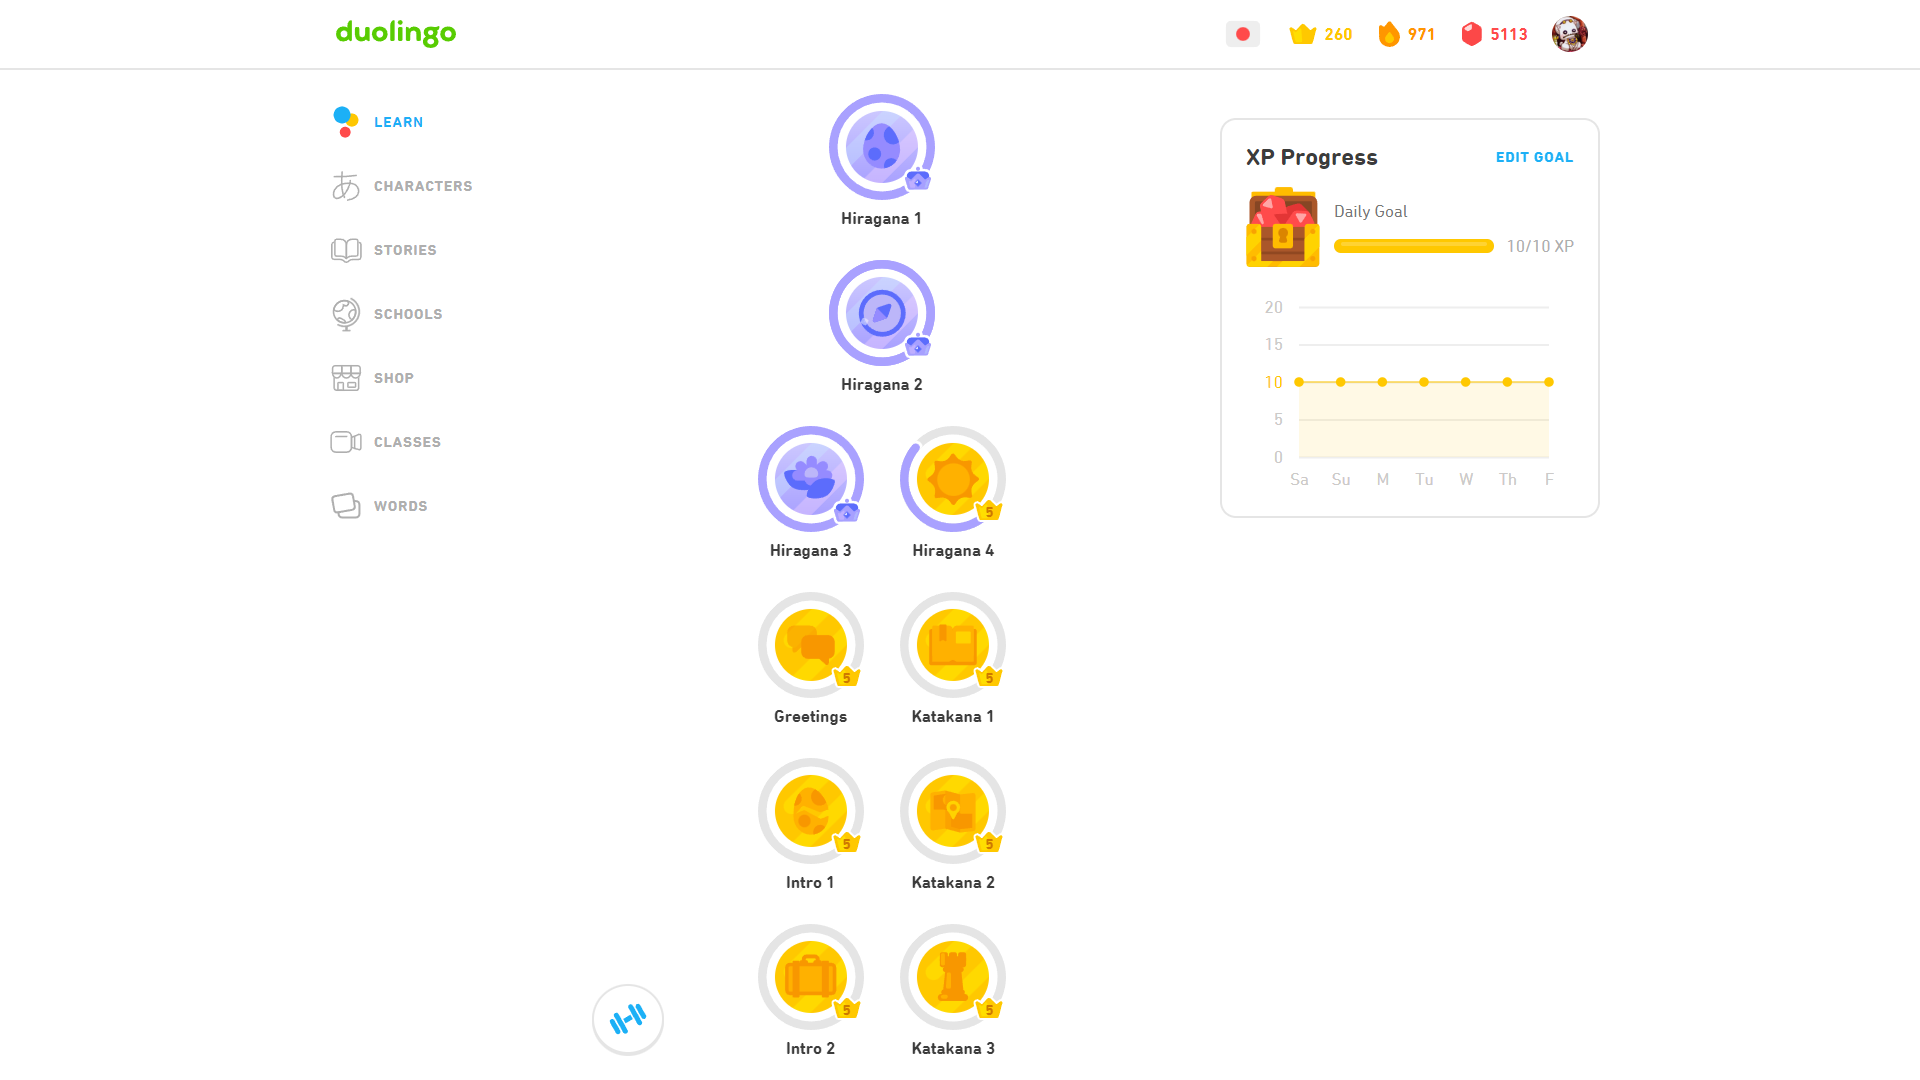 duolingo
260
971
5113
LEARN
あ CHARACTERS
STORIES
SCHOOLS
SHOP
CLASSES
WORDS
Hiragana 1
Hiragana 2
5
Hiragana 3
Hiragana 4
5
5
Greetings
Katakana 1
5
5
Intro 1
Katakana 2
5
5
Intro 2
Katakana 3
XP Progress
EDIT GOAL
Daily Goal
10/10 XP
20
15
10
5
0
Sa Su M Tu W Th F